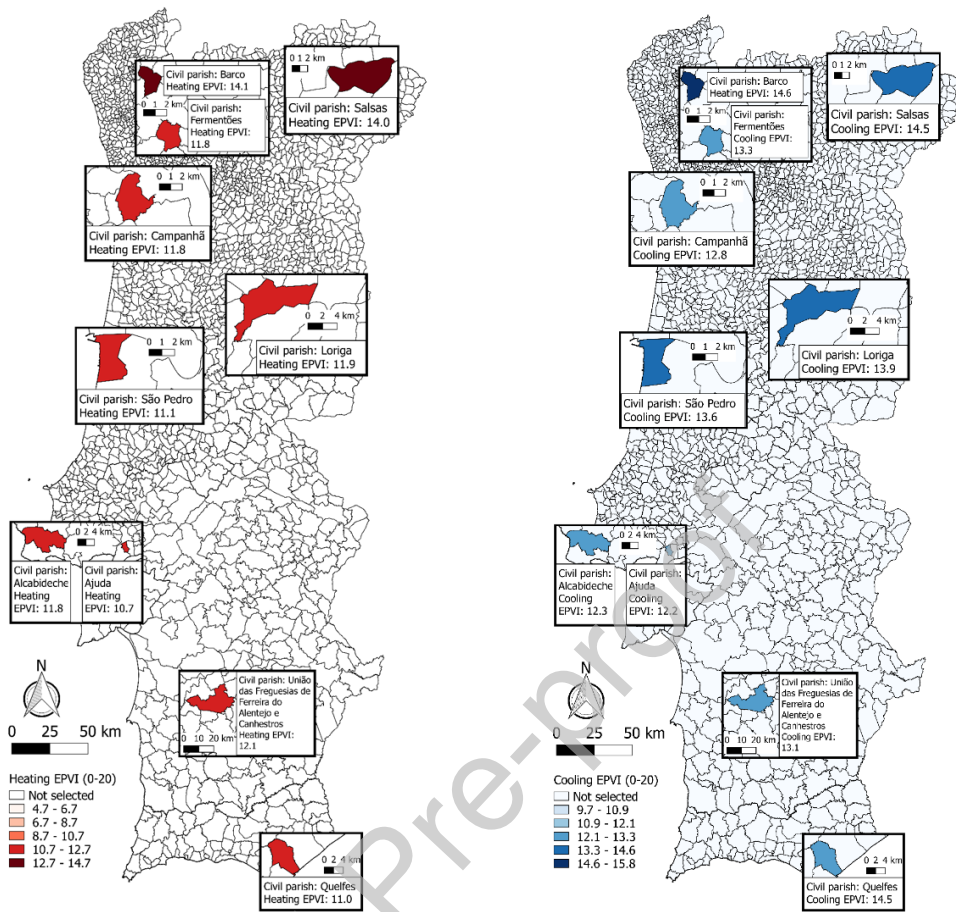 0 1 2 km
Civil parish: Barco
Heating EPVI: 14.1
0 1 2 km
Civil parish:
Fermentões
Heating EPVI:
11.8
Civil parish: Salsas
Heating EPVI: 14.0
0 1 2 km
Civil parish: Campanhã
Heating EPVI: 11.8
0 2 4 km
Civil parish: Loriga
Heating EPVI: 11.9
0 1 2 km
Civil parish: São Pedro
Heating EPVI: 11.1
0 2 4 km
Civil parish:
Alcabideche
Heating
EPVI: 11.8
Civil parish:
Ajuda
Heating
EPVI: 10.7
Civil parish: União
das Freguesias de
Ferreira do
Alentejo e
Canhestros
Heating EPVI:
12.1
0 10 20 km
N
0 25 50 km
Heating EPVI (0-20)
Not selected
4.7 - 6.7
6.7 - 8.7
8.7 - 10.7
10.7 - 12.7
12.7 - 14.7
0 2 4 km
Civil parish: Quelfes
Heating EPVI: 11.0
0 1 2 km
Civil parish: Barco
Heating EPVI: 14.6
0 1 2 km
Civil parish:
Fermentões
Cooling EPVI:
13.3
Civil parish: Salsas
Cooling EPVI: 14.5
0 1 2 km
Civil parish: Campanhã
Cooling EPVI: 12.8
0 2 4 km
Civil parish: Loriga
Cooling EPVI: 13.9
0 1 2 km
Civil parish: São Pedro
Cooling EPVI: 13.6
0 2 4 km
Civil parish:
Alcabideche
Cooling
EPVI: 12.3
Civil parish:
Ajuda
Cooling
EPVI: 12.2
Civil parish: União
das Freguesias de
Ferreira do
Alentejo e
Canhestros
Cooling EPVI:
13.1
0 10 20 km
N
0 25 50 km
Cooling EPVI (0-20)
Not selected
9.7 - 10.9
10.9 - 12.1
12.1 - 13.3
13.3 - 14.6
14.6 - 15.8
0 2 4 km
Civil parish: Quelfes
Cooling EPVI: 14.5
Pre-proof